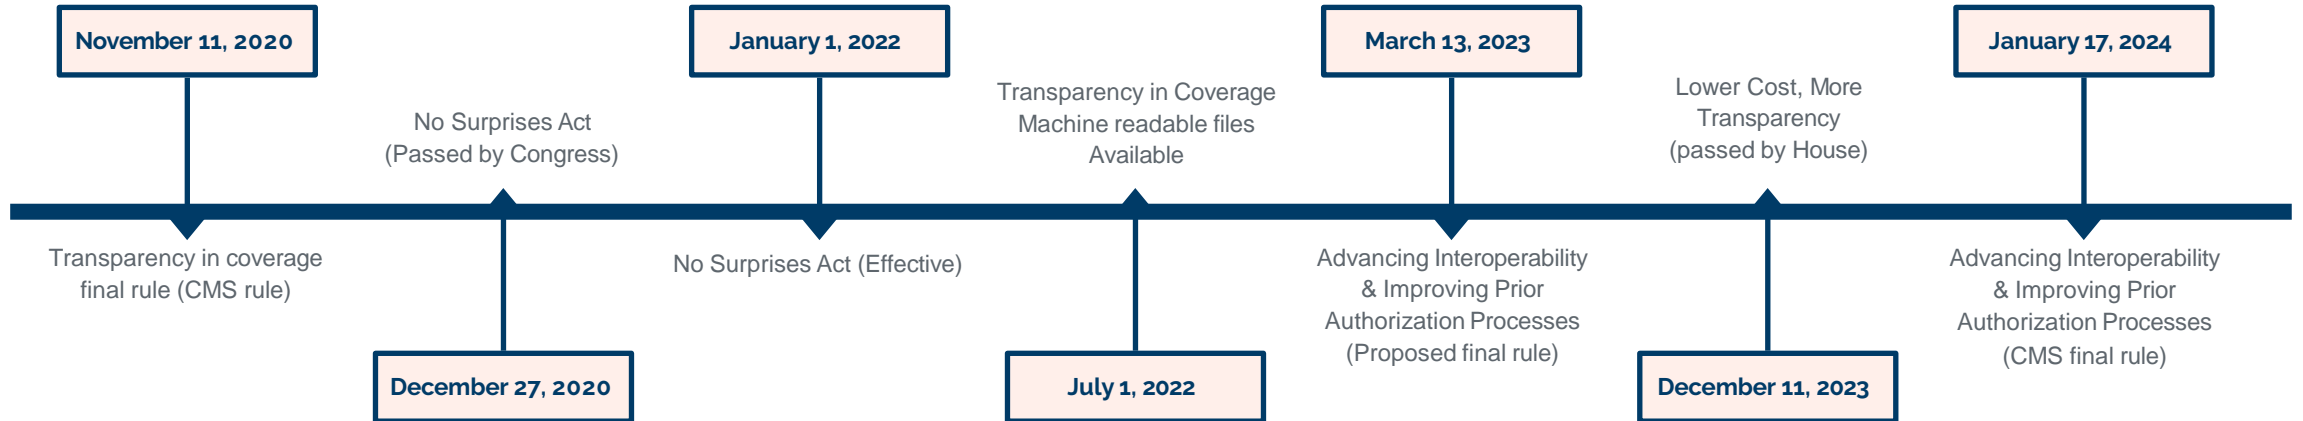 November 11, 2020
Transparency in coverage
final rule (CMS rule)
No Surprises Act
(Passed by Congress)
December 27, 2020
January 1, 2022
No Surprises Act (Effective)
Transparency in Coverage
Machine readable files
Available
July 1, 2022
March 13, 2023
Advancing Interoperability
& Improving Prior
Authorization Processes
(Proposed final rule)
Lower Cost, More
Transparency
(passed by House)
December 11, 2023
January 17, 2024
Advancing Interoperability
& Improving Prior
Authorization Processes
(CMS final rule)